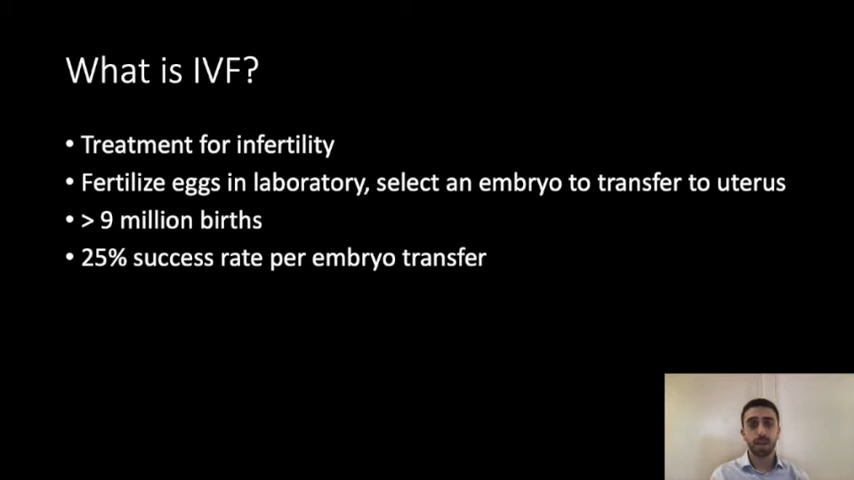 What is IVF?
• Treatment for infertility
• Fertilize eggs in laboratory, select an embryo to transfer to uterus
• > 9 million births
• 25% success rate per embryo transfer